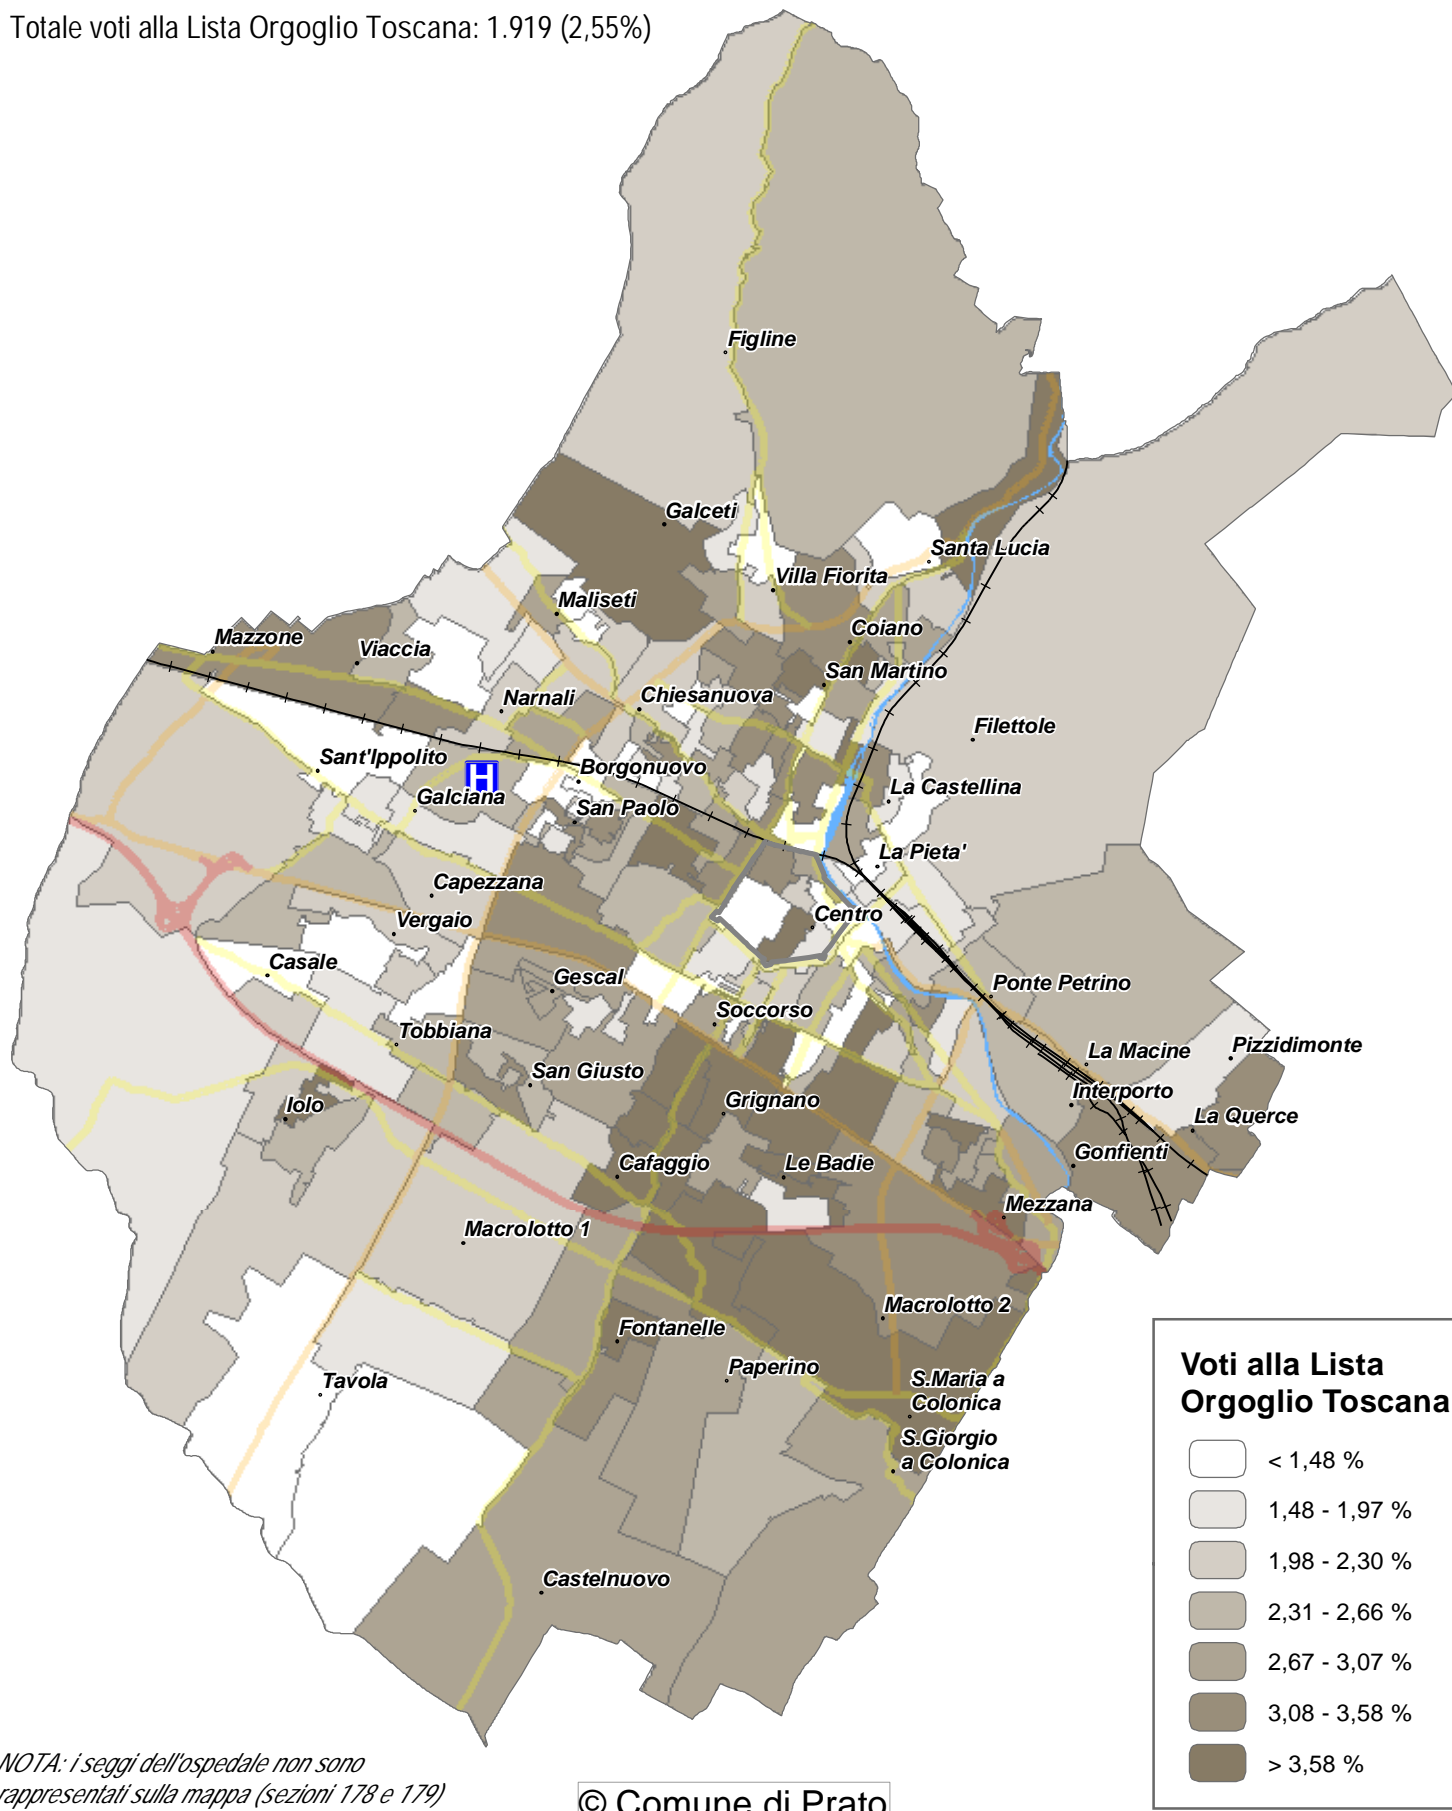 Totale voti alla Lista Orgoglio Toscana: 1.919 (2,55%)
Figline
Galceti
Santa Lucia
Villa Fiorita
Maliseti
Coiano
Mazzone
Viaccia
San Martino
Narnali
Chiesanuova
Filettole
Sant'Ippolito
H
Borgonuovo
La Castellina
Galciana
San Paolo
La Pieta'
Capezzana
Centro
Vergaio
Casale
Gescal
Ponte Petrino
Soccorso
Tobbiana
La Macine
Pizzidimonte
San Giusto
Interporto
Iolo
Grignano
La Querce
Gonfienti
Cafaggio
Le Badie
Mezzana
Macrolotto 1
Macrolotto 2
Fontanelle
Paperino
Tavola
S.Maria a
Colonica
S.Giorgio
a Colonica
Castelnuovo
Voti alla Lista
Orgoglio Toscana
< 1,48 %
1,48 - 1,97 %
1,98 - 2,30 %
2,31 - 2,66 %
2,67 - 3,07 %
3,08 - 3,58 %
> 3,58 %
NOTA: i seggi dell'ospedale non sono
rappresentati sulla mappa (sezioni 178 e 179)
© Comune di Prato